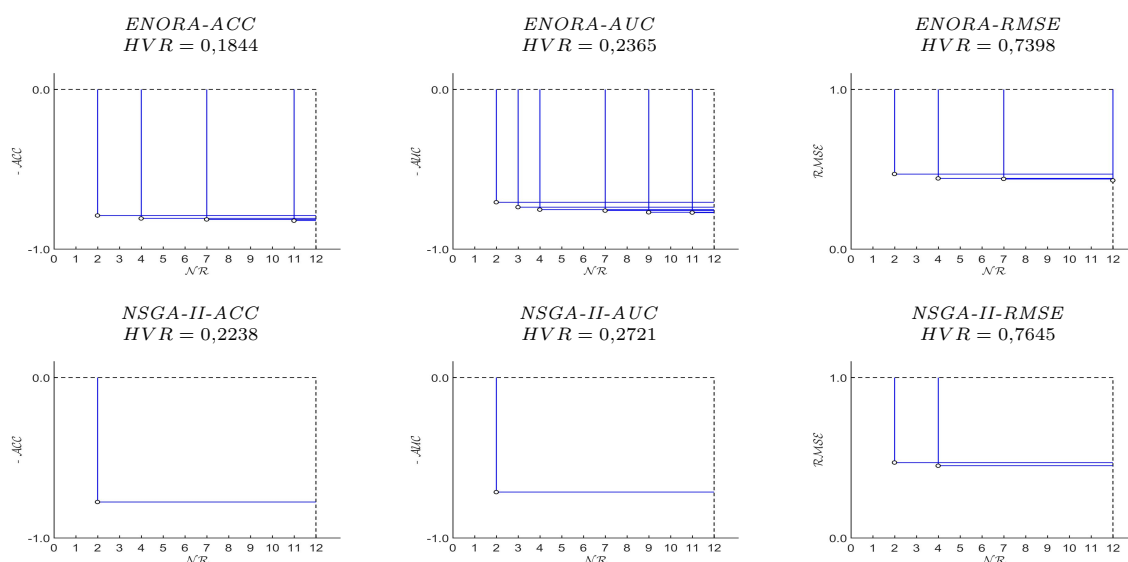 ENORA-ACC
HVR = 0,1844
0.0
- ACC
-1.0
0 1 2 3 4 5 6 7 8 9 10 11 12
NR
ENORA-AUC
HVR = 0,2365
0.0
- AUC
-1.0
0 1 2 3 4 5 6 7 8 9 10 11 12
NR
ENORA-RMSE
HVR = 0,7398
1.0
RMSE
0.0
0 1 2 3 4 5 6 7 8 9 10 11 12
NR
NSGA-II-ACC
HVR = 0,2238
0.0
- ACC
-1.0
0 1 2 3 4 5 6 7 8 9 10 11 12
NR
NSGA-II-AUC
HVR = 0,2721
0.0
- AUC
-1.0
0 1 2 3 4 5 6 7 8 9 10 11 12
NR
NSGA-II-RMSE
HVR = 0,7645
1.0
RMSE
0.0
0 1 2 3 4 5 6 7 8 9 10 11 12
NR